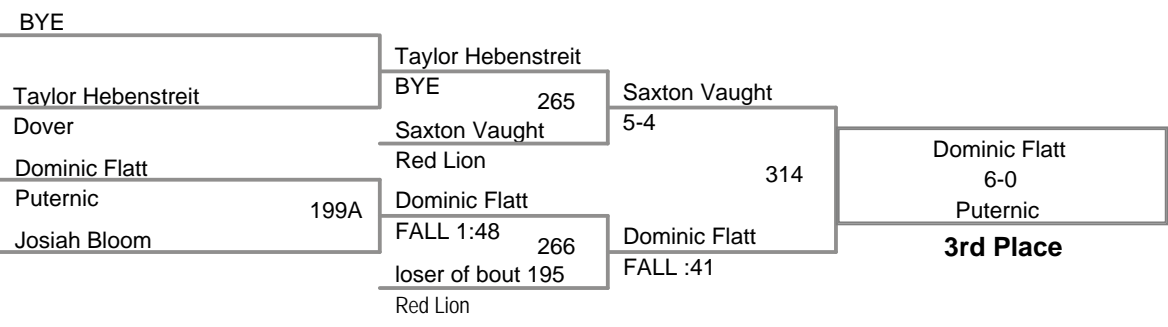 BYE
Taylor Hebenstreit
Dover
Dominic Flatt
Puternic
199A
Josiah Bloom
Taylor Hebenstreit
BYE
265
Saxton Vaught
Red Lion
Dominic Flatt
FALL 1:48
266
loser of bout 195
Red Lion
Saxton Vaught
5-4
314
Dominic Flatt
FALL :41
Dominic Flatt
6-0
Puternic
3rd Place